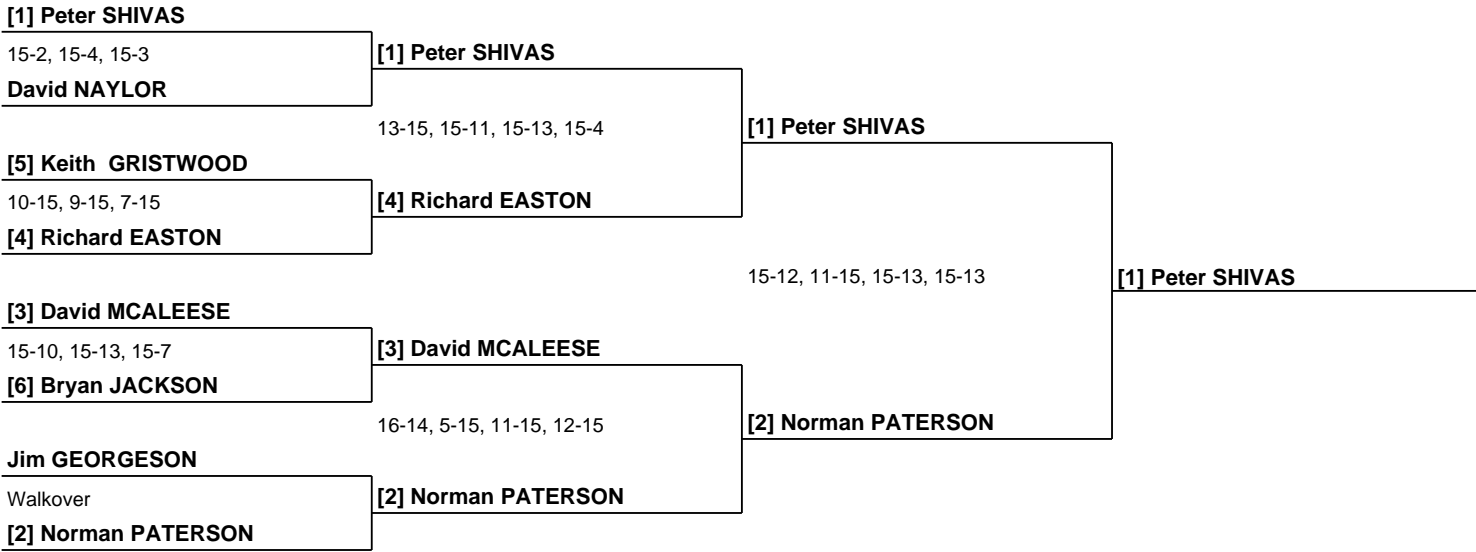 [1] Peter SHIVAS
15-2, 15-4, 15-3
[1] Peter SHIVAS
David NAYLOR
13-15, 15-11, 15-13, 15-4
[1] Peter SHIVAS
[5] Keith  GRISTWOOD
10-15, 9-15, 7-15
[4] Richard EASTON
[4] Richard EASTON
15-12, 11-15, 15-13, 15-13
[1] Peter SHIVAS
[3] David MCALEESE
15-10, 15-13, 15-7
[3] David MCALEESE
[6] Bryan JACKSON
16-14, 5-15, 11-15, 12-15
[2] Norman PATERSON
Jim GEORGESON
Walkover
[2] Norman PATERSON
[2] Norman PATERSON